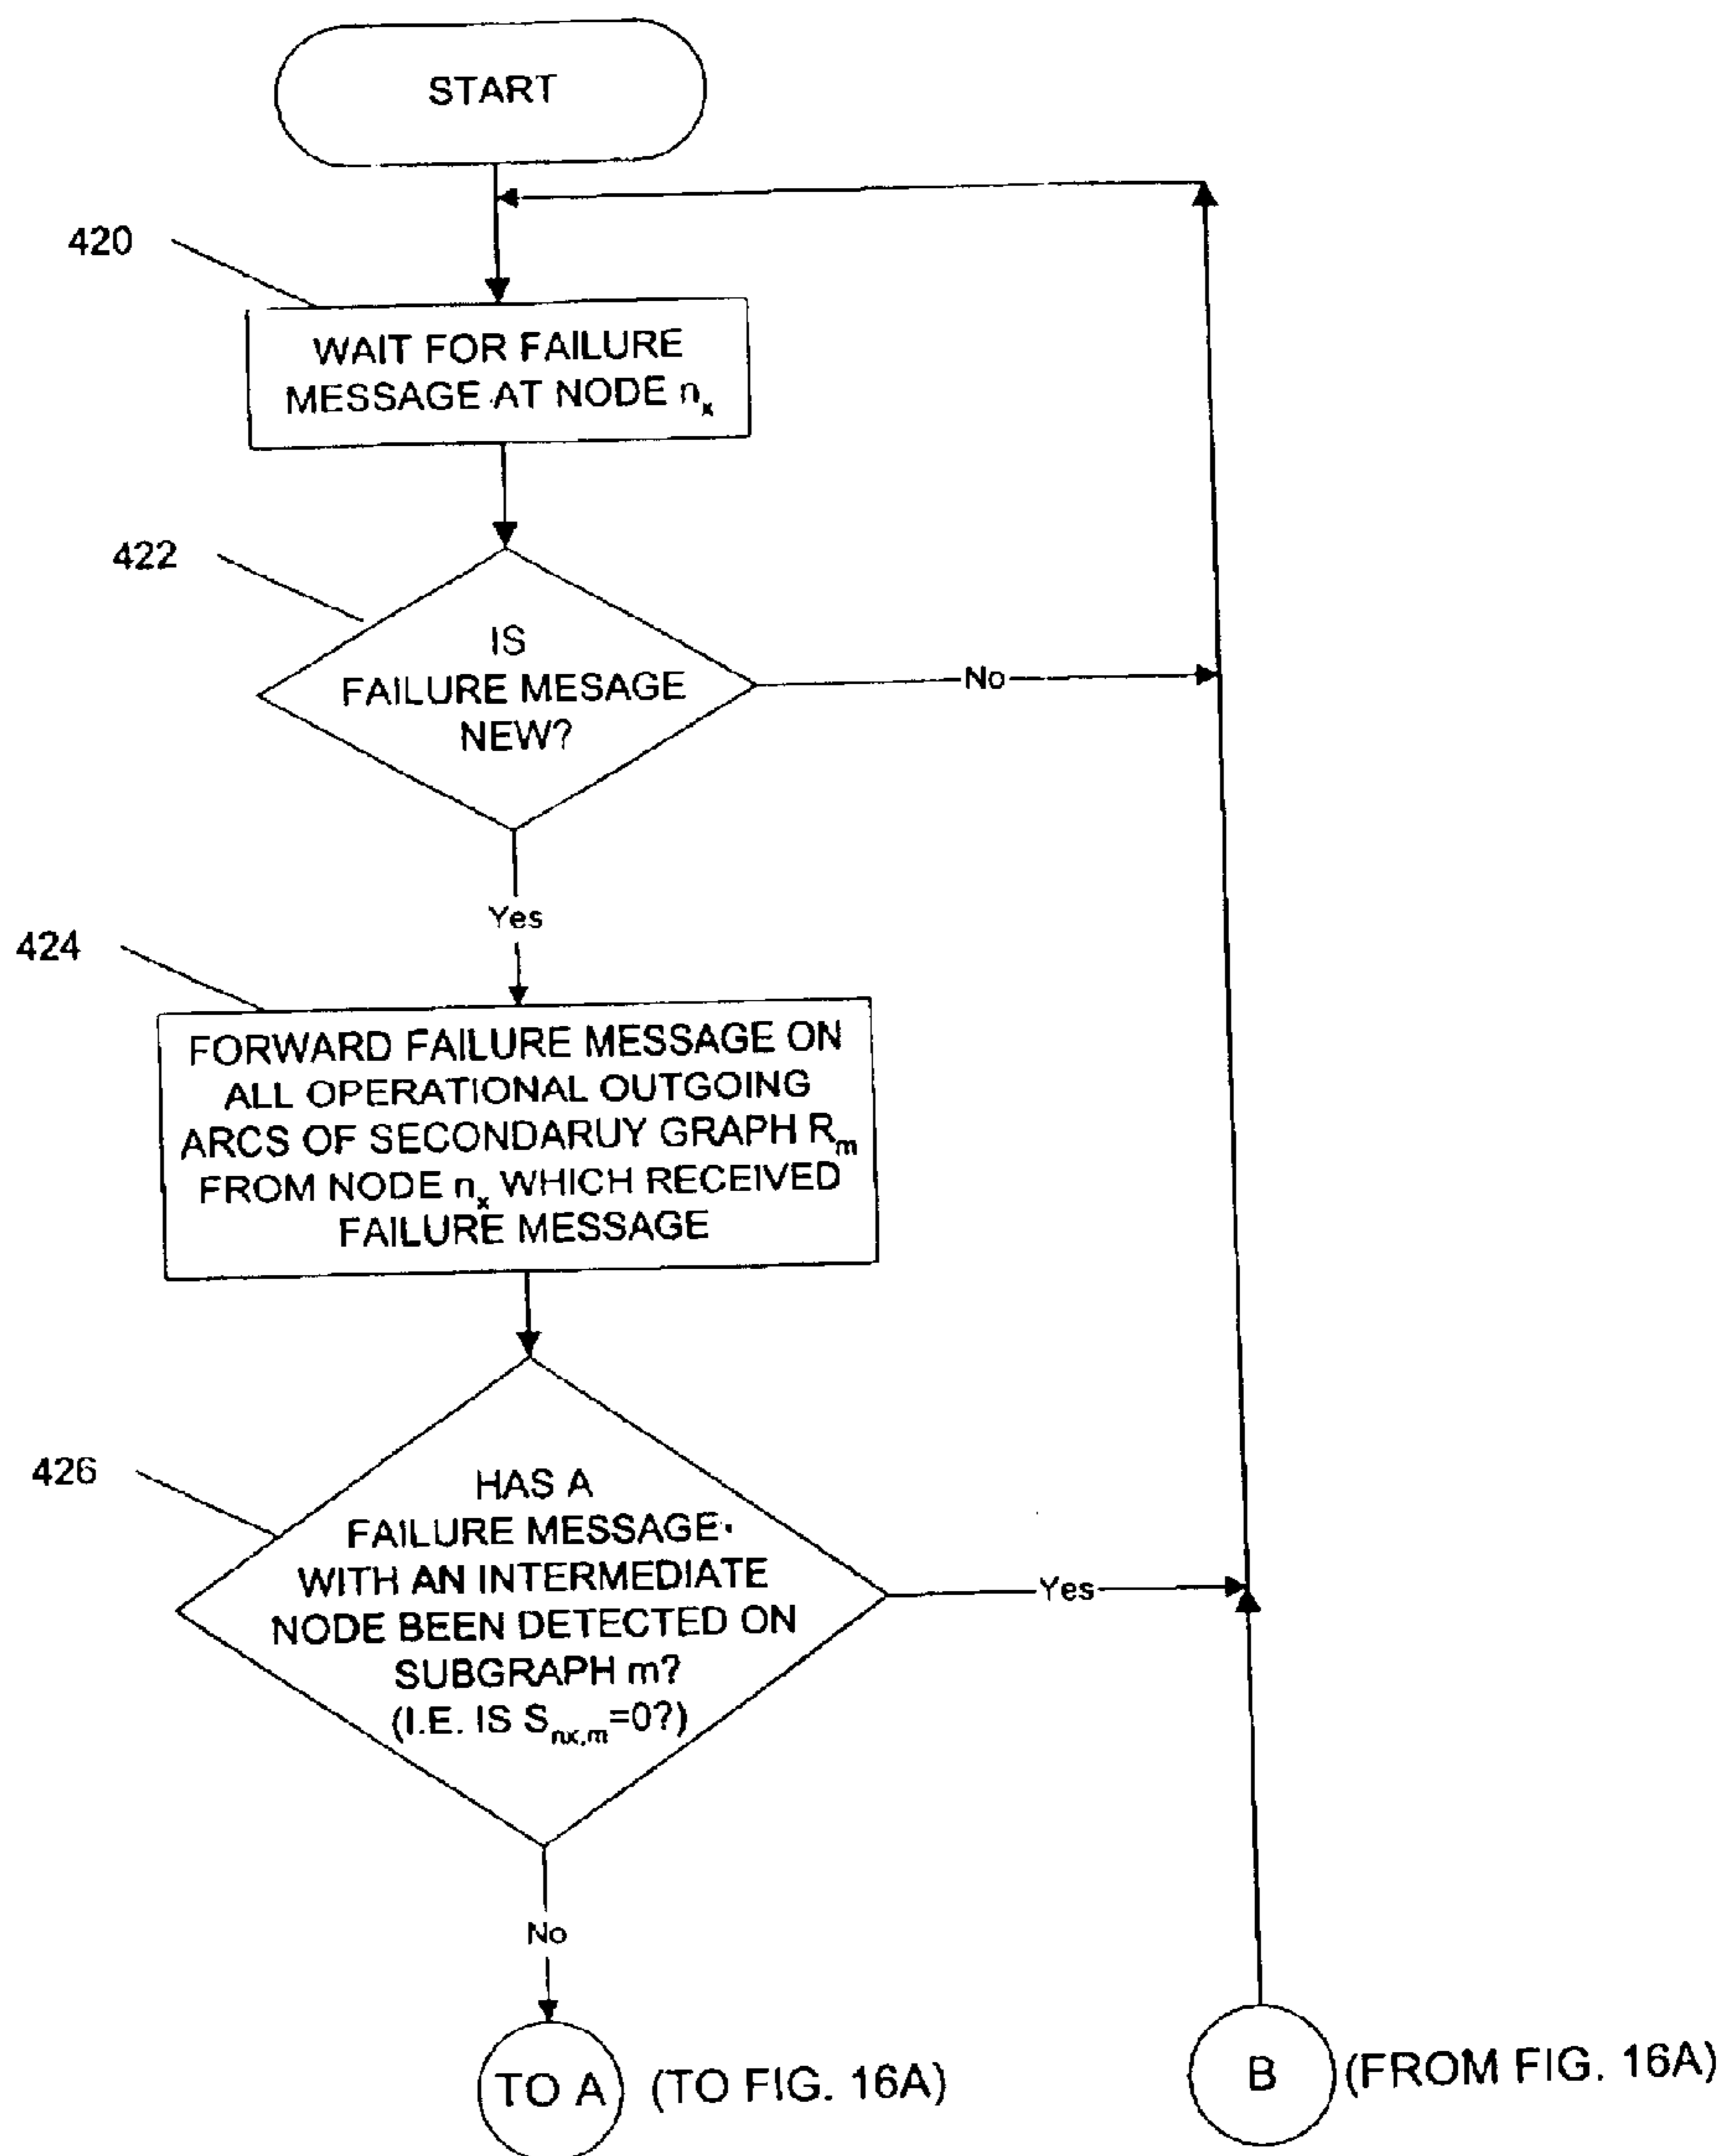 START
420
WAIT FOR FAILURE
MESSAGE AT NODE nₓ
422
IS
FAILURE MESAGE
NEW?
No
Yes
424
FORWARD FAILURE MESSAGE ON
ALL OPERATIONAL OUTGOING
ARCS OF SECONDARUY GRAPH Rₘ
FROM NODE nₓ WHICH RECEIVED
FAILURE MESSAGE
426
HAS A
FAILURE MESSAGE
WITH AN INTERMEDIATE
NODE BEEN DETECTED ON
SUBGRAPH m?
(I.E. IS Sₙₓ,ₘ=0?)
Yes
No
TO A (TO FIG. 16A)
B (FROM FIG. 16A)